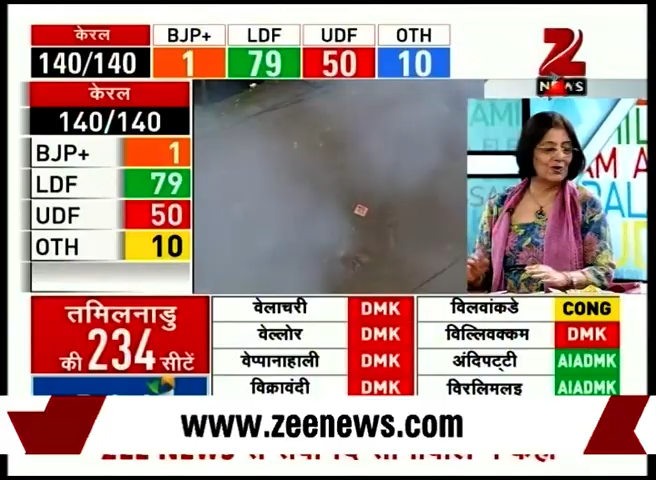 केरल BJP+ LDF UDF OTH
140/140 1 79 50 10
Z NEWS
केरल
140/140
BJP+ 1
LDF 79
UDF 50
OTH 10
तमिलनाडु
की 234 सीटें
वेलाचरी DMK
वेल्लोर DMK
वेप्पानाहाली DMK
विक्रावंदी DMK
विलवांकडे CONG
विल्लिवक्कम DMK
अंदिपट्टी AIADMK
विरलिमलइ AIADMK
www.zeenews.com
ZEE NEWS